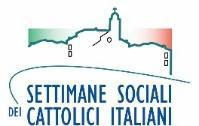 SETTIMANE SOCIALI
DEI CATTOLICI ITALIANI